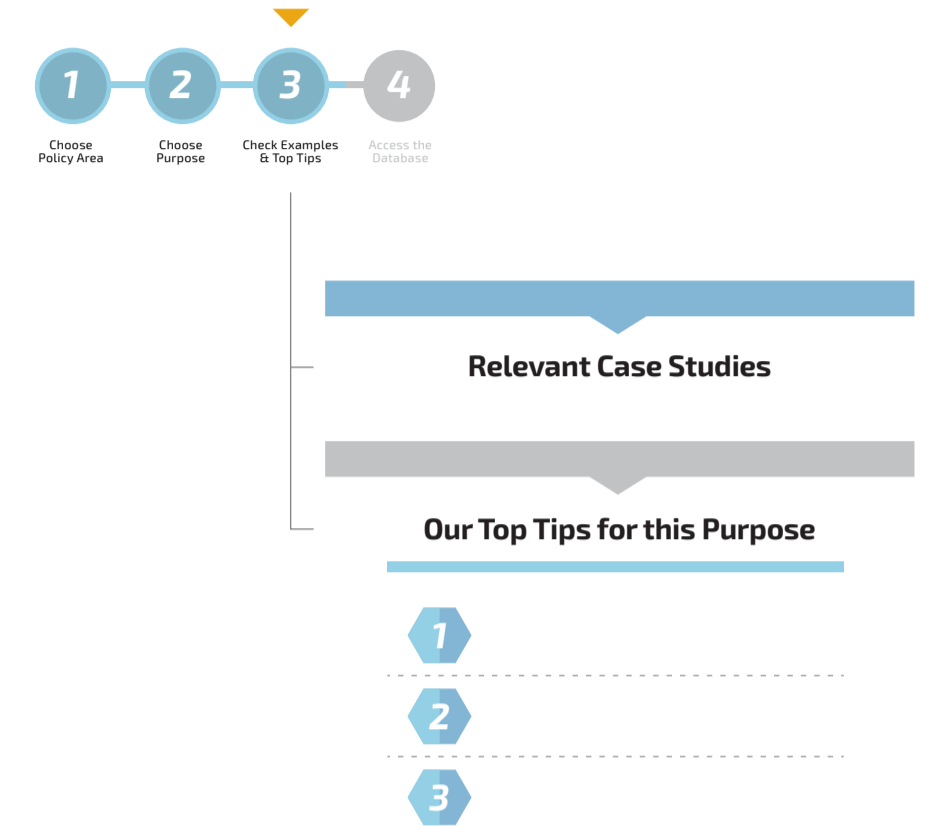 1
2
3
4
Choose
Policy Area
Choose
Purpose
Check Examples
& Top Tips
Access the
Database
Relevant Case Studies
Our Top Tips for this Purpose
1
2
3